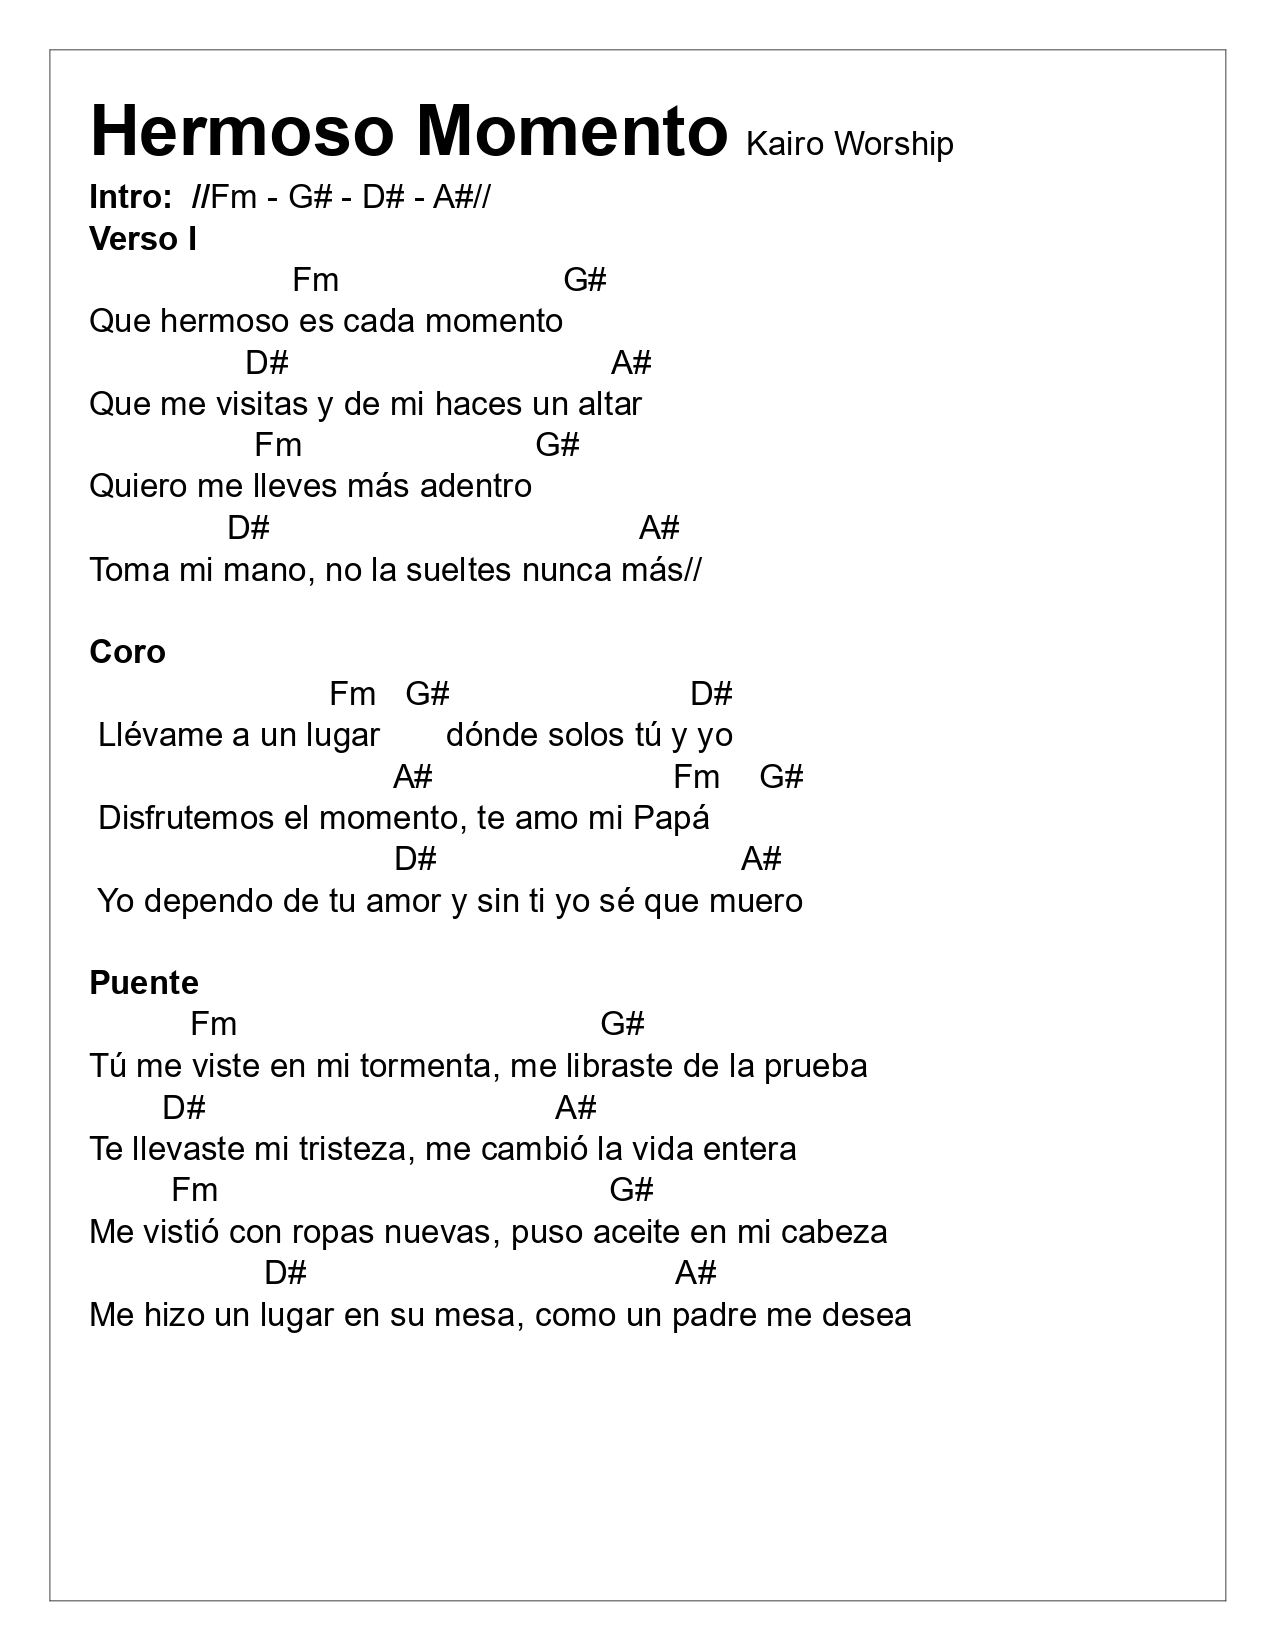 Hermoso Momento Kairo Worship
Intro: //Fm - G# - D# - A#//
Verso I
Fm G#
Que hermoso es cada momento
D# A#
Que me visitas y de mi haces un altar
Fm G#
Quiero me lleves más adentro
D# A#
Toma mi mano, no la sueltes nunca más//
Coro
Fm G# D#
Llévame a un lugar dónde solos tú y yo
A# Fm G#
Disfrutemos el momento, te amo mi Papá
D# A#
Yo dependo de tu amor y sin ti yo sé que muero
Puente
Fm G#
Tú me viste en mi tormenta, me libraste de la prueba
D# A#
Te llevaste mi tristeza, me cambió la vida entera
Fm G#
Me vistió con ropas nuevas, puso aceite en mi cabeza
D# A#
Me hizo un lugar en su mesa, como un padre me desea